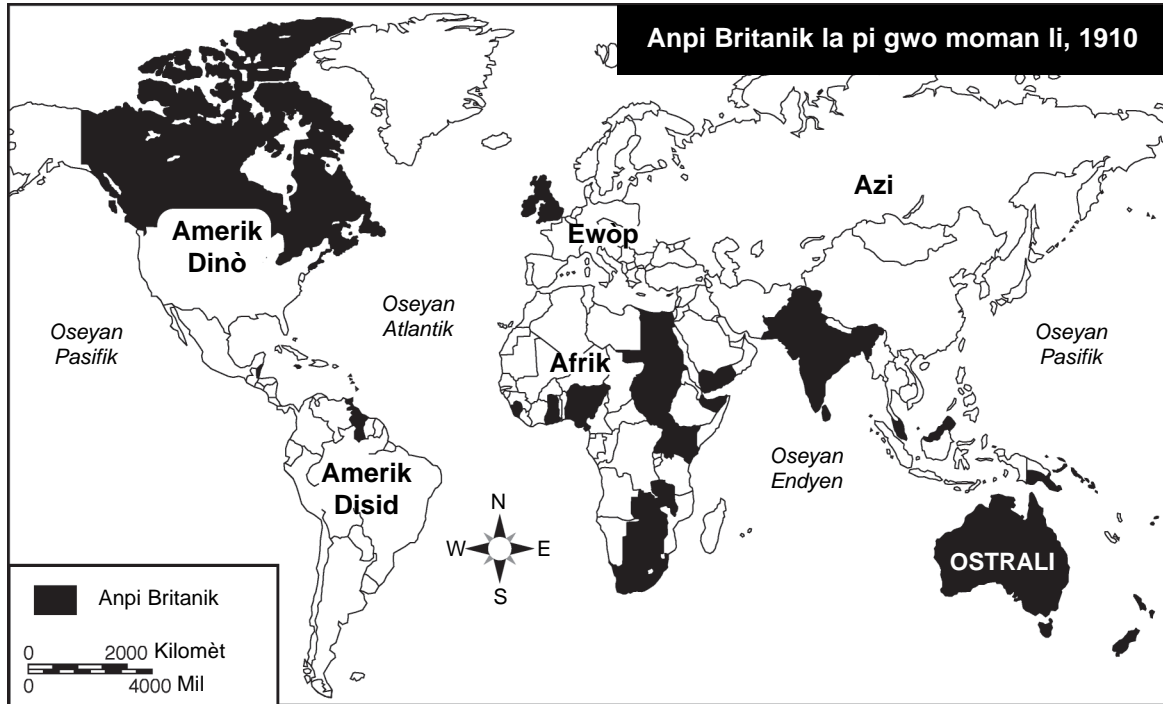 Anpi Britanik la pi gwo moman li, 1910
Azi
Amerik
Dinò
Ewòp
Oseyan
Pasifik
Oseyan
Atlantik
Oseyan
Pasifik
Afrik
Oseyan
Endyen
Amerik
Disid
N
W
E
S
OSTRALI
Anpi Britanik
0 2000 Kilomèt
0 4000 Mil